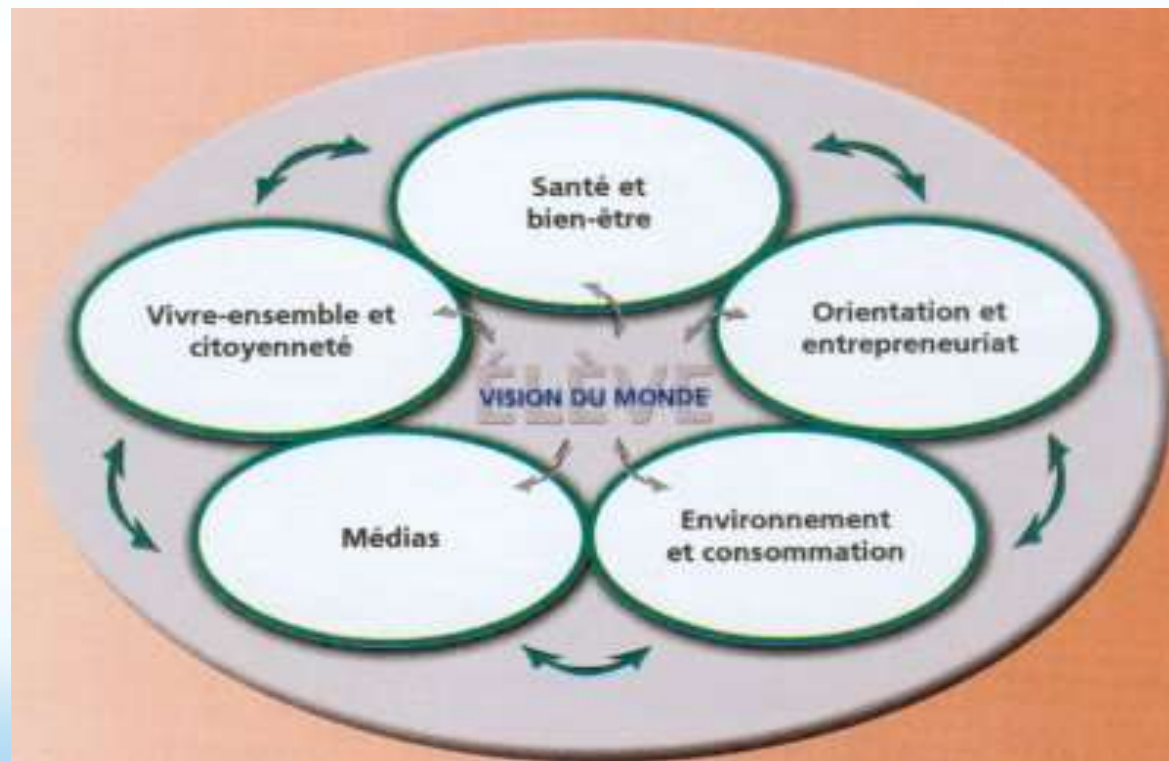 Santé et
bien-être
Vivre-ensemble et
citoyenneté
Orientation et
entrepreneuriat
ÉLÈVE
VISION DU MONDE
Médias
Environnement
et consommation